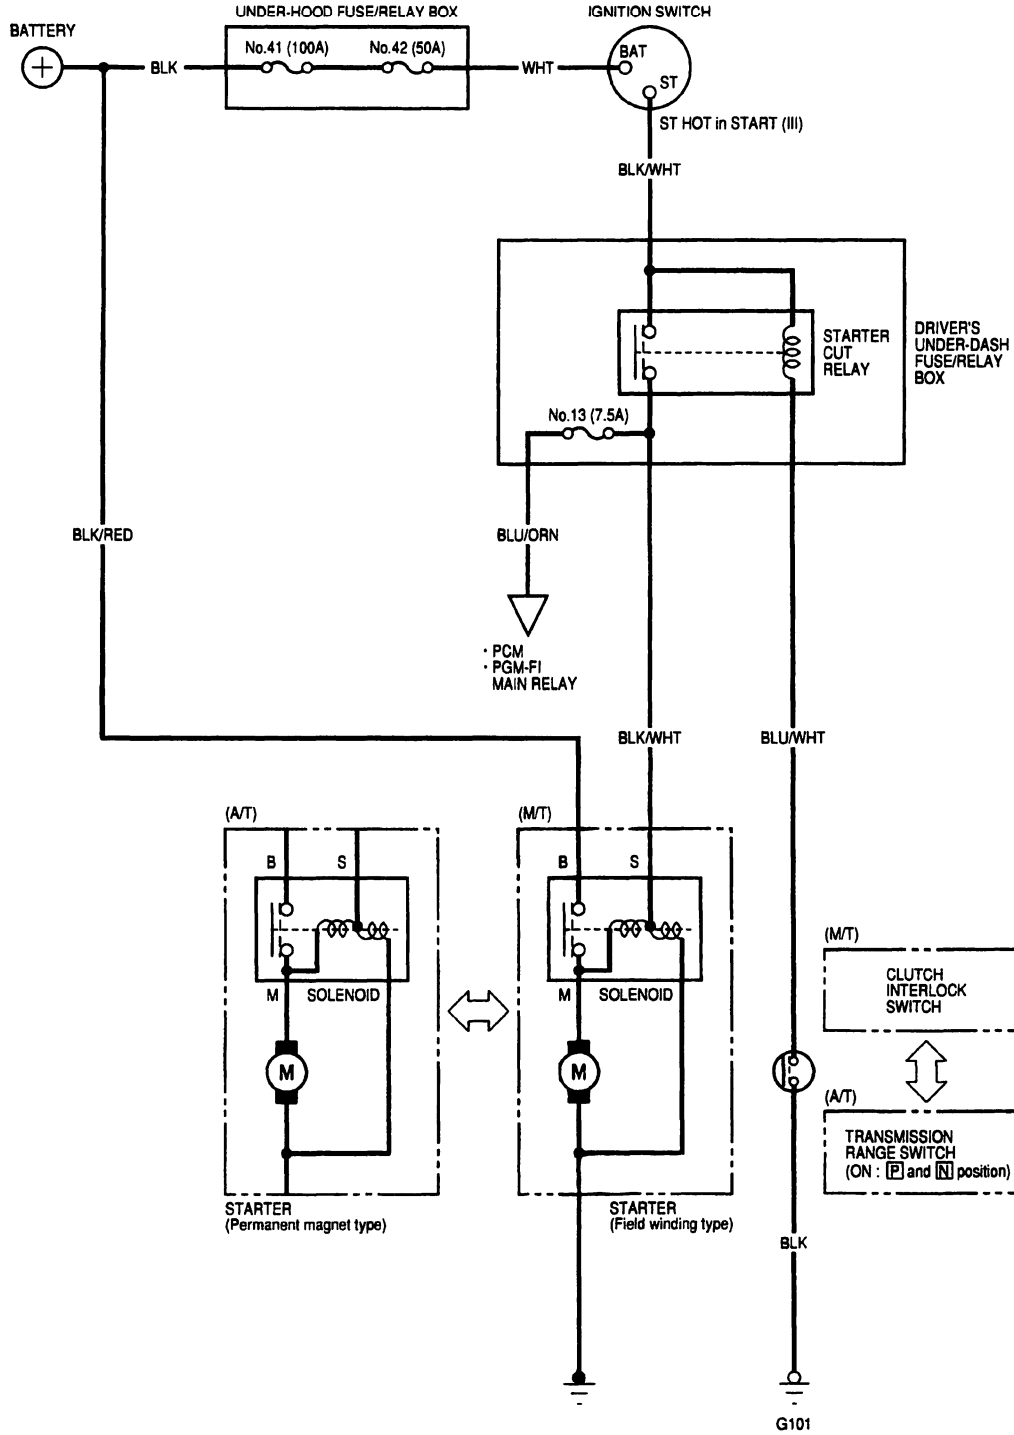 UNDER-HOOD FUSE/RELAY BOX
IGNITION SWITCH
BATTERY
No.41 (100A)
No.42 (50A)
BAT
+
BLK
WHT
ST
ST HOT in START (III)
BLK/WHT
STARTER
CUT
RELAY
DRIVER'S
UNDER-DASH
FUSE/RELAY
BOX
No.13 (7.5A)
BLK/RED
BLU/ORN
· PCM
· PGM-FI
MAIN RELAY
BLK/WHT
BLU/WHT
(A/T)
(M/T)
B
S
B
S
M
SOLENOID
M
SOLENOID
M
M
(M/T)
CLUTCH
INTERLOCK
SWITCH
(A/T)
TRANSMISSION
RANGE SWITCH
(ON : P and N position)
STARTER
(Permanent magnet type)
STARTER
(Field winding type)
BLK
G101